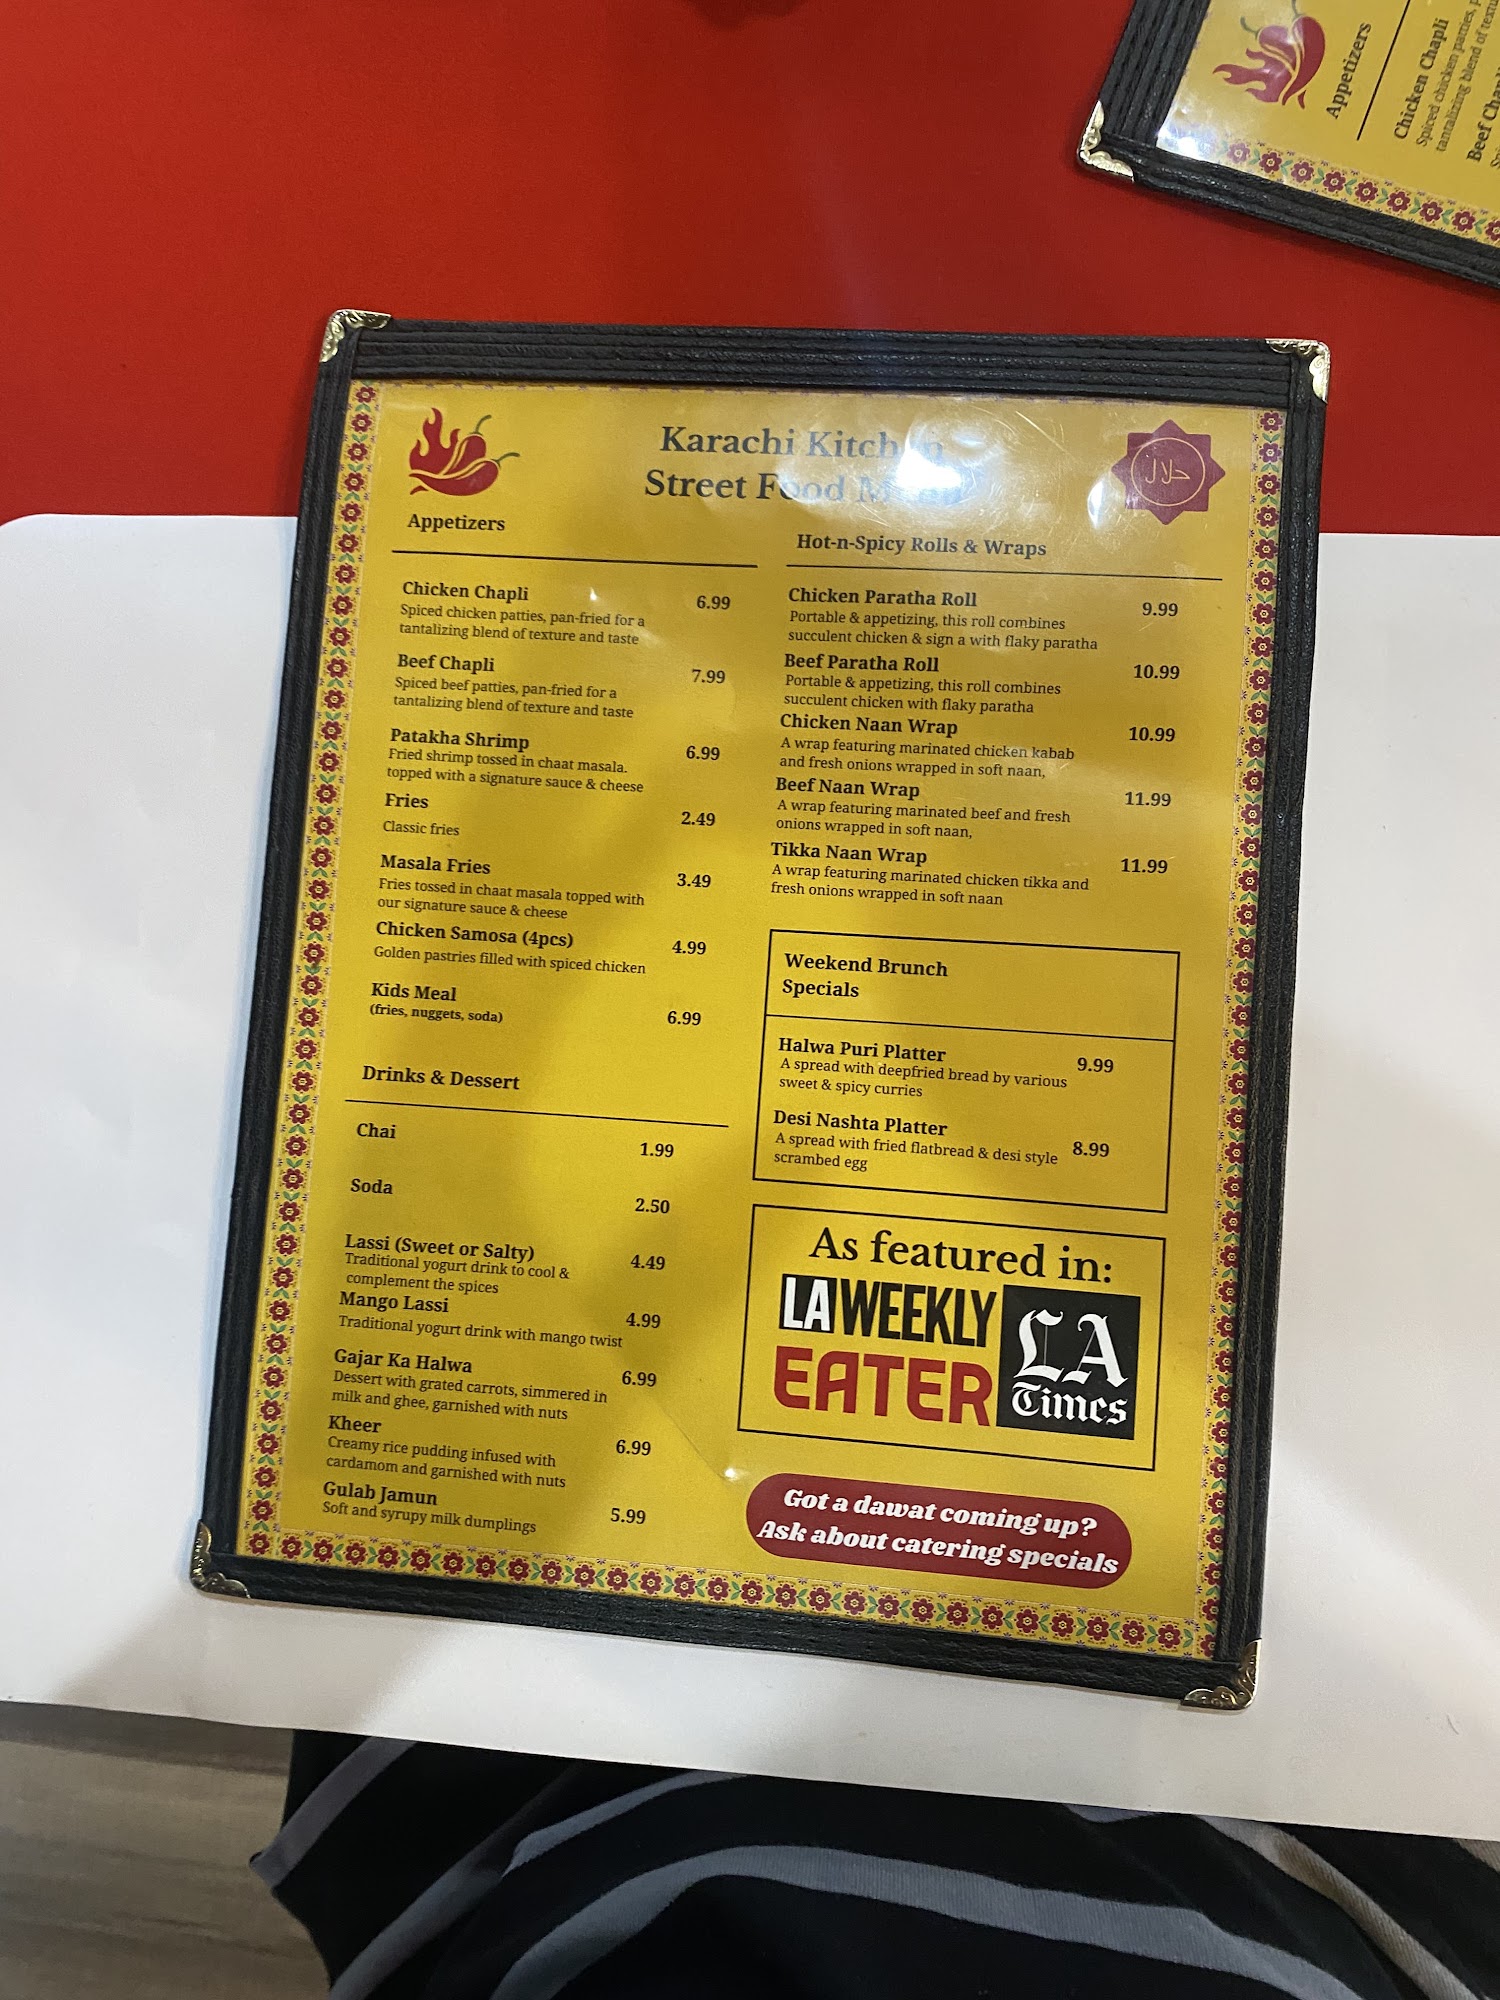 Karachi Kitchen
Street Food Menu
حلال
Appetizers
Chicken Chapli 6.99
Spiced chicken patties, pan-fried for a
tantalizing blend of texture and taste
Beef Chapli 7.99
Spiced beef patties, pan-fried for a
tantalizing blend of texture and taste
Patakha Shrimp 6.99
Fried shrimp tossed in chaat masala.
topped with a signature sauce & cheese
Fries 2.49
Classic fries
Masala Fries 3.49
Fries tossed in chaat masala topped with
our signature sauce & cheese
Chicken Samosa (4pcs) 4.99
Golden pastries filled with spiced chicken
Kids Meal 6.99
(fries, nuggets, soda)
Drinks & Dessert
Chai 1.99
Soda 2.50
Lassi (Sweet or Salty) 4.49
Traditional yogurt drink to cool &
complement the spices
Mango Lassi 4.99
Traditional yogurt drink with mango twist
Gajar Ka Halwa 6.99
Dessert with grated carrots, simmered in
milk and ghee, garnished with nuts
Kheer 6.99
Creamy rice pudding infused with
cardamom and garnished with nuts
Gulab Jamun 5.99
Soft and syrupy milk dumplings
Hot-n-Spicy Rolls & Wraps
Chicken Paratha Roll 9.99
Portable & appetizing, this roll combines
succulent chicken & sign a with flaky paratha
Beef Paratha Roll 10.99
Portable & appetizing, this roll combines
succulent chicken with flaky paratha
Chicken Naan Wrap 10.99
A wrap featuring marinated chicken kabab
and fresh onions wrapped in soft naan,
Beef Naan Wrap 11.99
A wrap featuring marinated beef and fresh
onions wrapped in soft naan,
Tikka Naan Wrap 11.99
A wrap featuring marinated chicken tikka and
fresh onions wrapped in soft naan
Weekend Brunch
Specials
Halwa Puri Platter 9.99
A spread with deepfried bread by various
sweet & spicy curries
Desi Nashta Platter 8.99
A spread with fried flatbread & desi style
scrambed egg
As featured in:
LAWEEKLY
EATER
LA
Times
Got a dawat coming up?
Ask about catering specials
Appetizers
Chicken Chapli
Spiced chicken patties,
tantalizing blend of
Beef